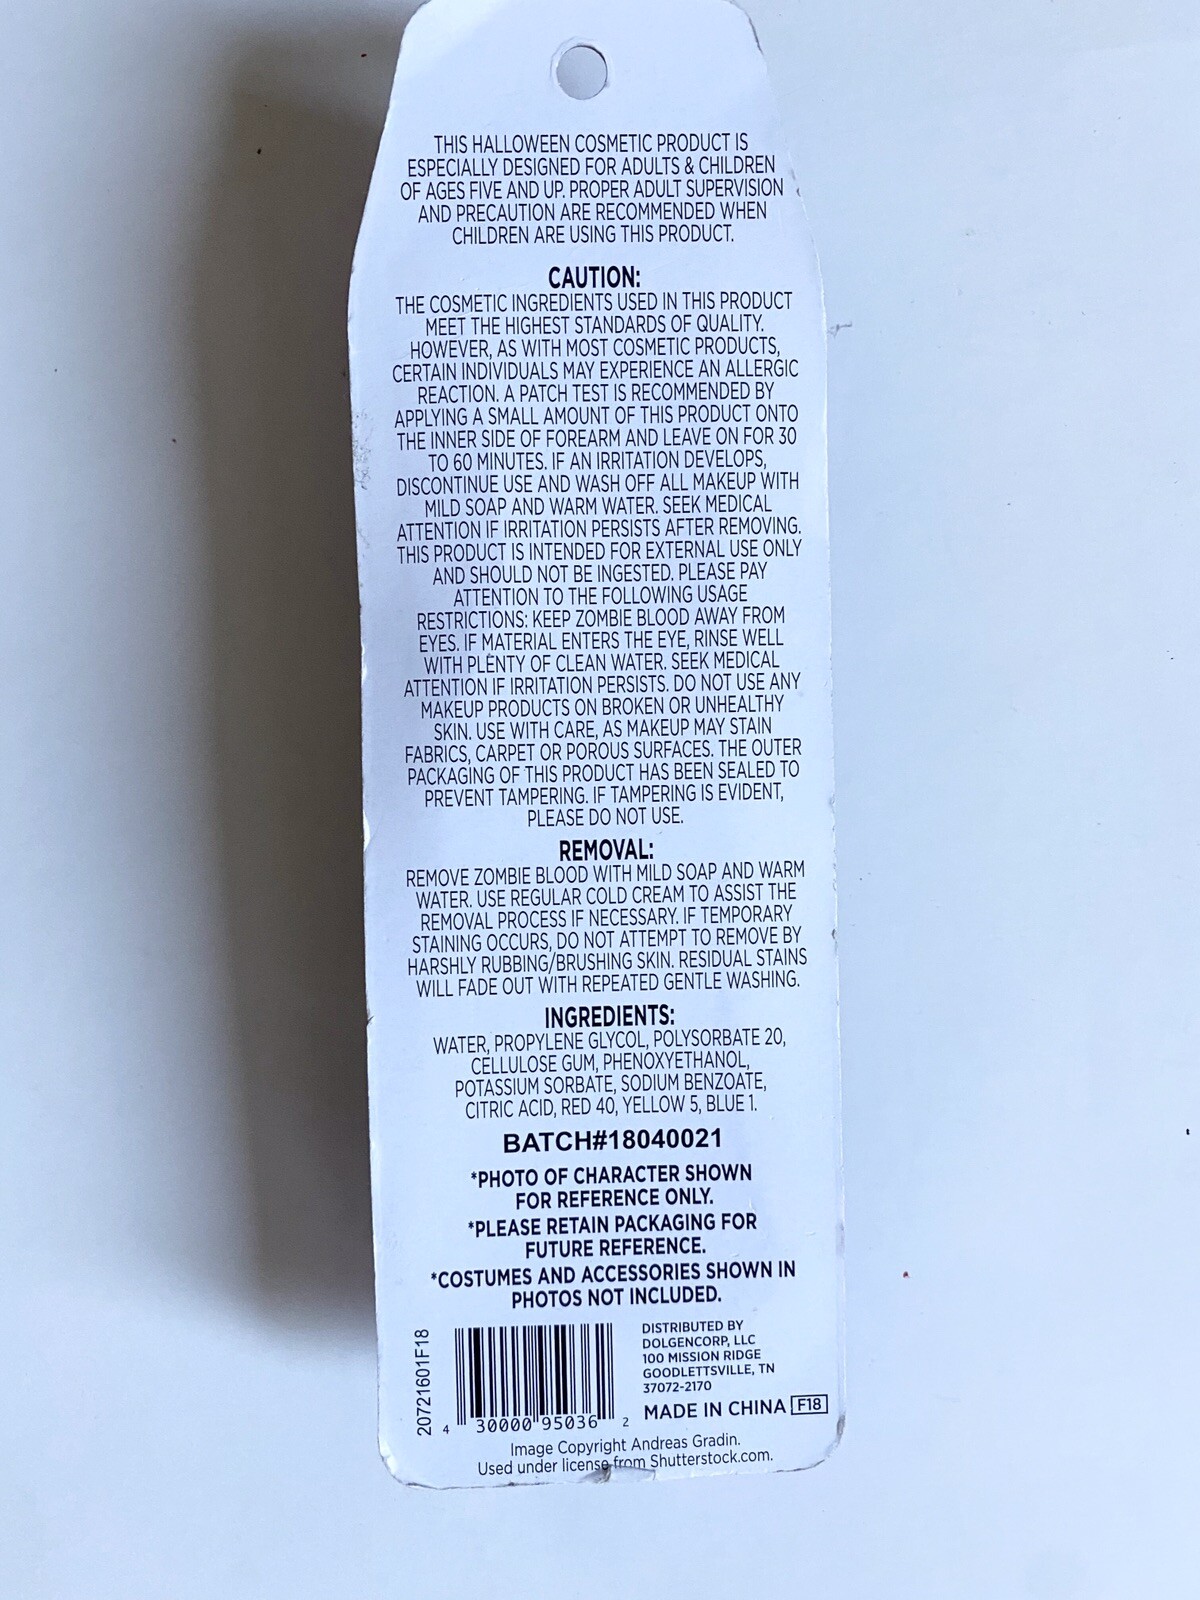 THIS HALLOWEEN COSMETIC PRODUCT IS
ESPECIALLY DESIGNED FOR ADULTS & CHILDREN
OF AGES FIVE AND UP. PROPER ADULT SUPERVISION
AND PRECAUTION ARE RECOMMENDED WHEN
CHILDREN ARE USING THIS PRODUCT.
CAUTION:
THE COSMETIC INGREDIENTS USED IN THIS PRODUCT
MEET THE HIGHEST STANDARDS OF QUALITY.
HOWEVER, AS WITH MOST COSMETIC PRODUCTS,
CERTAIN INDIVIDUALS MAY EXPERIENCE AN ALLERGIC
REACTION. A PATCH TEST IS RECOMMENDED BY
APPLYING A SMALL AMOUNT OF THIS PRODUCT ONTO
THE INNER SIDE OF FOREARM AND LEAVE ON FOR 30
TO 60 MINUTES. IF AN IRRITATION DEVELOPS,
DISCONTINUE USE AND WASH OFF ALL MAKEUP WITH
MILD SOAP AND WARM WATER. SEEK MEDICAL
ATTENTION IF IRRITATION PERSISTS AFTER REMOVING.
THIS PRODUCT IS INTENDED FOR EXTERNAL USE ONLY
AND SHOULD NOT BE INGESTED. PLEASE PAY
ATTENTION TO THE FOLLOWING USAGE
RESTRICTIONS: KEEP ZOMBIE BLOOD AWAY FROM
EYES. IF MATERIAL ENTERS THE EYE, RINSE WELL
WITH PLENTY OF CLEAN WATER. SEEK MEDICAL
ATTENTION IF IRRITATION PERSISTS. DO NOT USE ANY
MAKEUP PRODUCTS ON BROKEN OR UNHEALTHY
SKIN. USE WITH CARE, AS MAKEUP MAY STAIN
FABRICS, CARPET OR POROUS SURFACES. THE OUTER
PACKAGING OF THIS PRODUCT HAS BEEN SEALED TO
PREVENT TAMPERING. IF TAMPERING IS EVIDENT,
PLEASE DO NOT USE.
REMOVAL:
REMOVE ZOMBIE BLOOD WITH MILD SOAP AND WARM
WATER. USE REGULAR COLD CREAM TO ASSIST THE
REMOVAL PROCESS IF NECESSARY. IF TEMPORARY
STAINING OCCURS, DO NOT ATTEMPT TO REMOVE BY
HARSHLY RUBBING/BRUSHING SKIN. RESIDUAL STAINS
WILL FADE OUT WITH REPEATED GENTLE WASHING.
INGREDIENTS:
WATER, PROPYLENE GLYCOL, POLYSORBATE 20,
CELLULOSE GUM, PHENOXYETHANOL,
POTASSIUM SORBATE, SODIUM BENZOATE,
CITRIC ACID, RED 40, YELLOW 5, BLUE 1.
BATCH#18040021
*PHOTO OF CHARACTER SHOWN
FOR REFERENCE ONLY.
*PLEASE RETAIN PACKAGING FOR
FUTURE REFERENCE.
*COSTUMES AND ACCESSORIES SHOWN IN
PHOTOS NOT INCLUDED.
20721601F18
4 30000 95036 2
DISTRIBUTED BY
DOLGENCORP, LLC
100 MISSION RIDGE
GOODLETTSVILLE, TN
37072-2170
MADE IN CHINA F18
Image Copyright Andreas Gradin.
Used under license from Shutterstock.com.